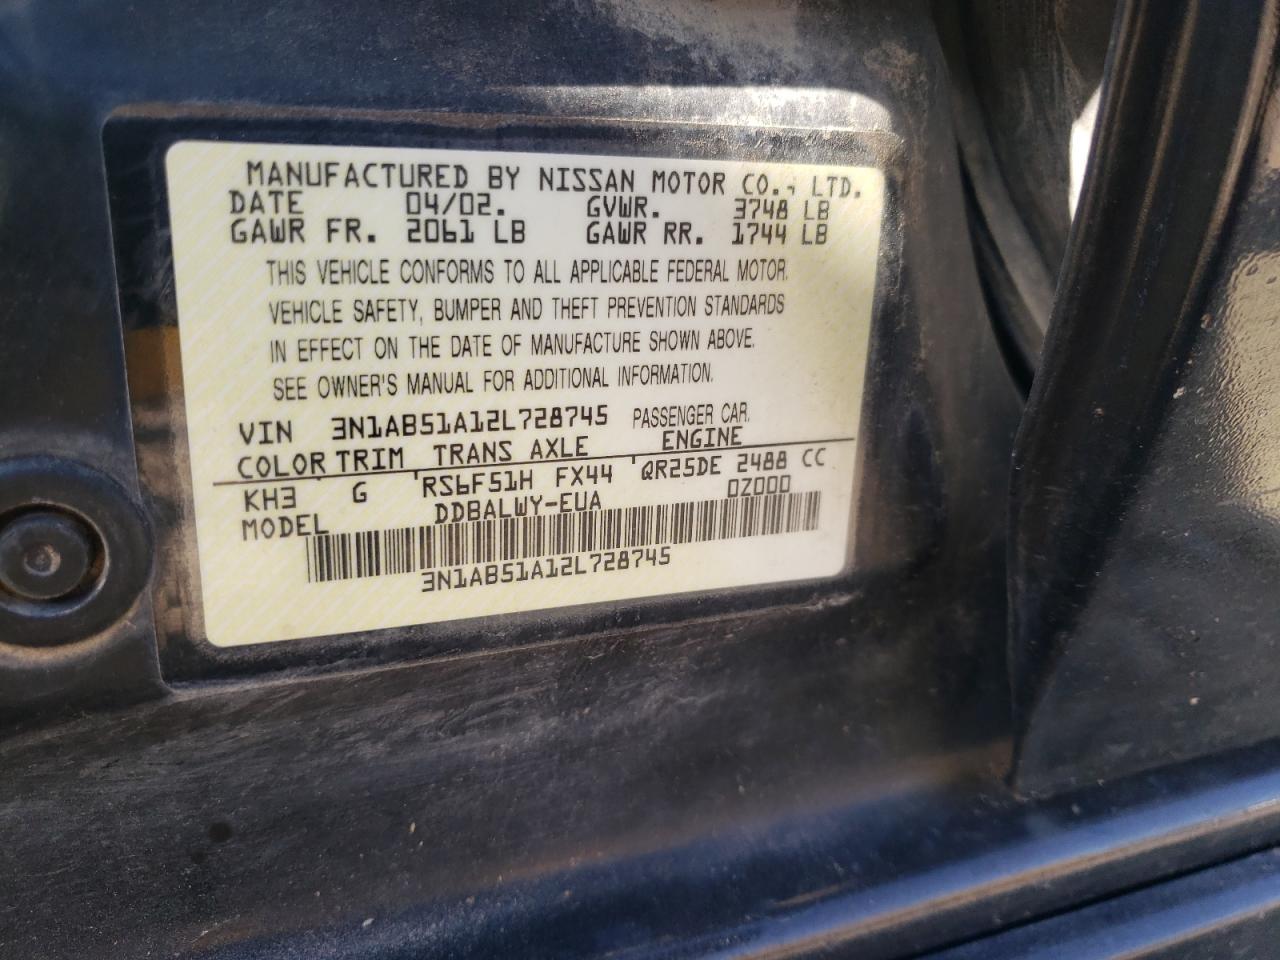 MANUFACTURED BY NISSAN MOTOR CO., LTD.
DATE 04/02. GVWR. 3748 LB
GAWR FR. 2061 LB GAWR RR. 1744 LB
THIS VEHICLE CONFORMS TO ALL APPLICABLE FEDERAL MOTOR
VEHICLE SAFETY, BUMPER AND THEFT PREVENTION STANDARDS
IN EFFECT ON THE DATE OF MANUFACTURE SHOWN ABOVE.
SEE OWNER'S MANUAL FOR ADDITIONAL INFORMATION.
VIN 3N1AB51A12L728745 PASSENGER CAR
COLOR TRIM TRANS AXLE ENGINE
KH3 G RS6F51H FX44 QR25DE 2488 CC
MODEL DDBALWY-EUA 0Z000
3N1AB51A12L728745